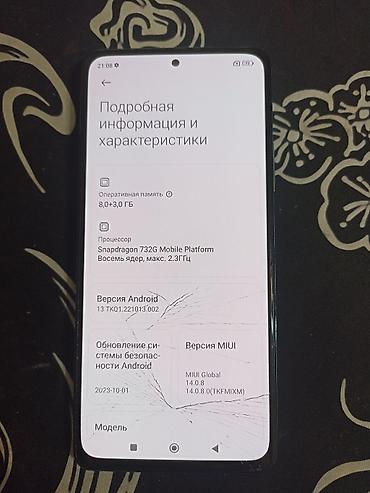 21:08
Подробная
информация и
характеристики
Оперативная память
8,0+3,0 ГБ
Процессор
Snapdragon 732G Mobile Platform
Восемь ядер, макс. 2.3ГГц
Версия Android
13 TKQ1.221013.002
Обновление си-
стемы безопас-
ности Android
2023-10-01
Версия MIUI
MIUI Global
14.0.8
14.0.8.0(TKFMIXM)
Модель